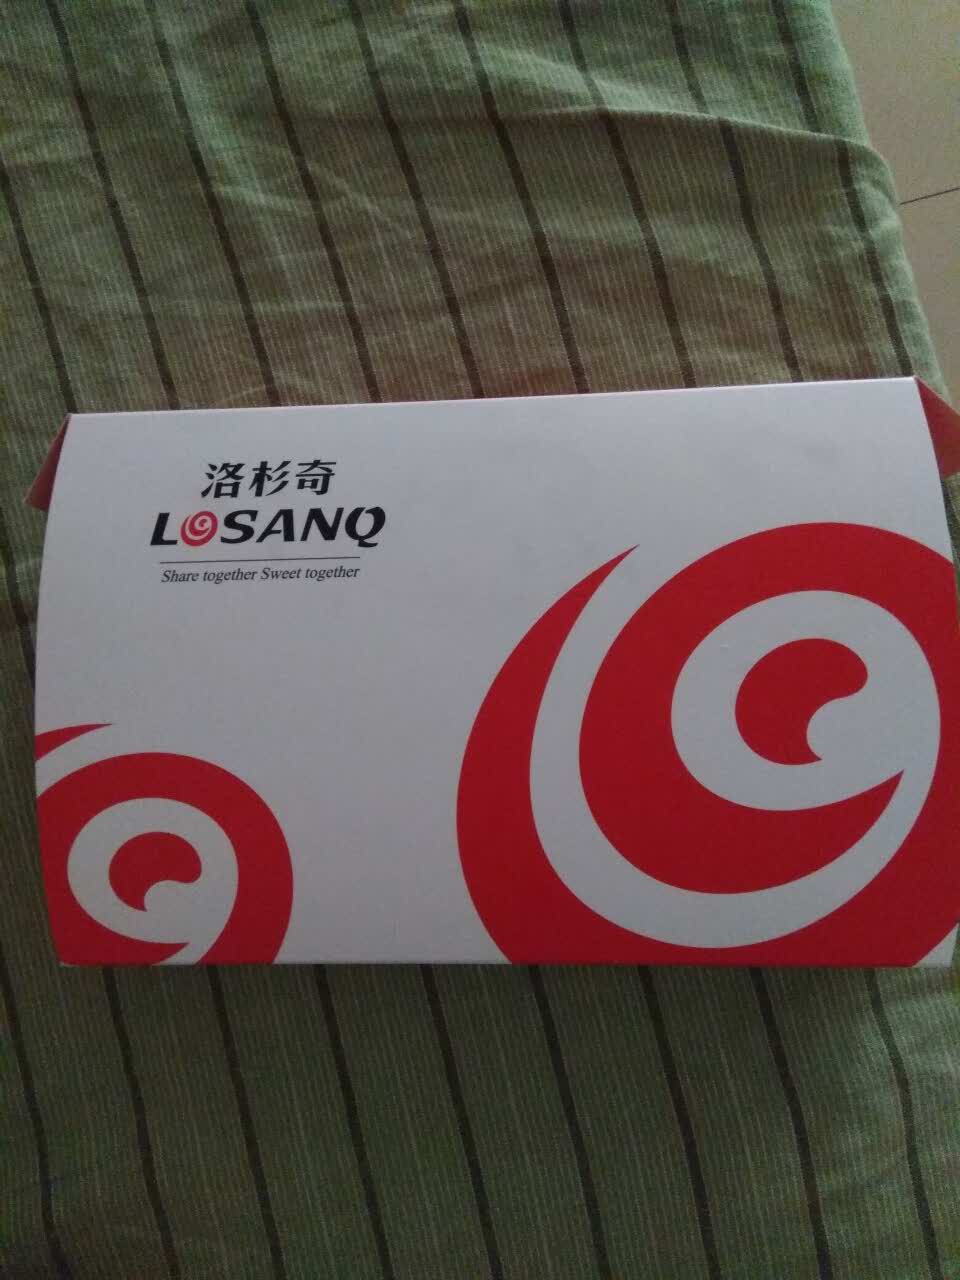 洛杉奇
LOSANQ
Share together Sweet together